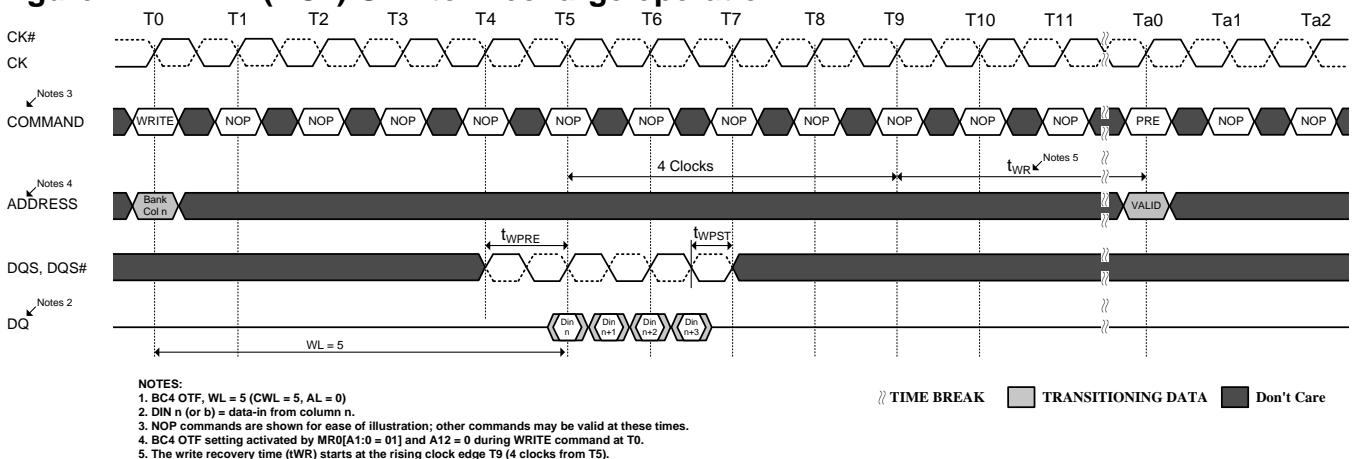 T0 T1 T2 T3 T4 T5 T6 T7 T8 T9 T10 T11 Ta0 Ta1 Ta2
CK#
CK
Notes 3
COMMAND
WRITE NOP NOP NOP NOP NOP NOP NOP NOP NOP NOP NOP PRE NOP NOP
4 Clocks
tWR
Notes 5
Notes 4
ADDRESS
Bank
Col n
VALID
tWPRE
tWPST
DQS, DQS#
Notes 2
DQ
Din
n
Din
n+1
Din
n+2
Din
n+3
WL = 5
NOTES:
1. BC4 OTF, WL = 5 (CWL = 5, AL = 0)
2. DIN n (or b) = data-in from column n.
3. NOP commands are shown for ease of illustration; other commands may be valid at these times.
4. BC4 OTF setting activated by MR0[A1:0 = 01] and A12 = 0 during WRITE command at T0.
5. The write recovery time (tWR) starts at the rising clock edge T9 (4 clocks from T5).
TIME BREAK
TRANSITIONING DATA
Don't Care